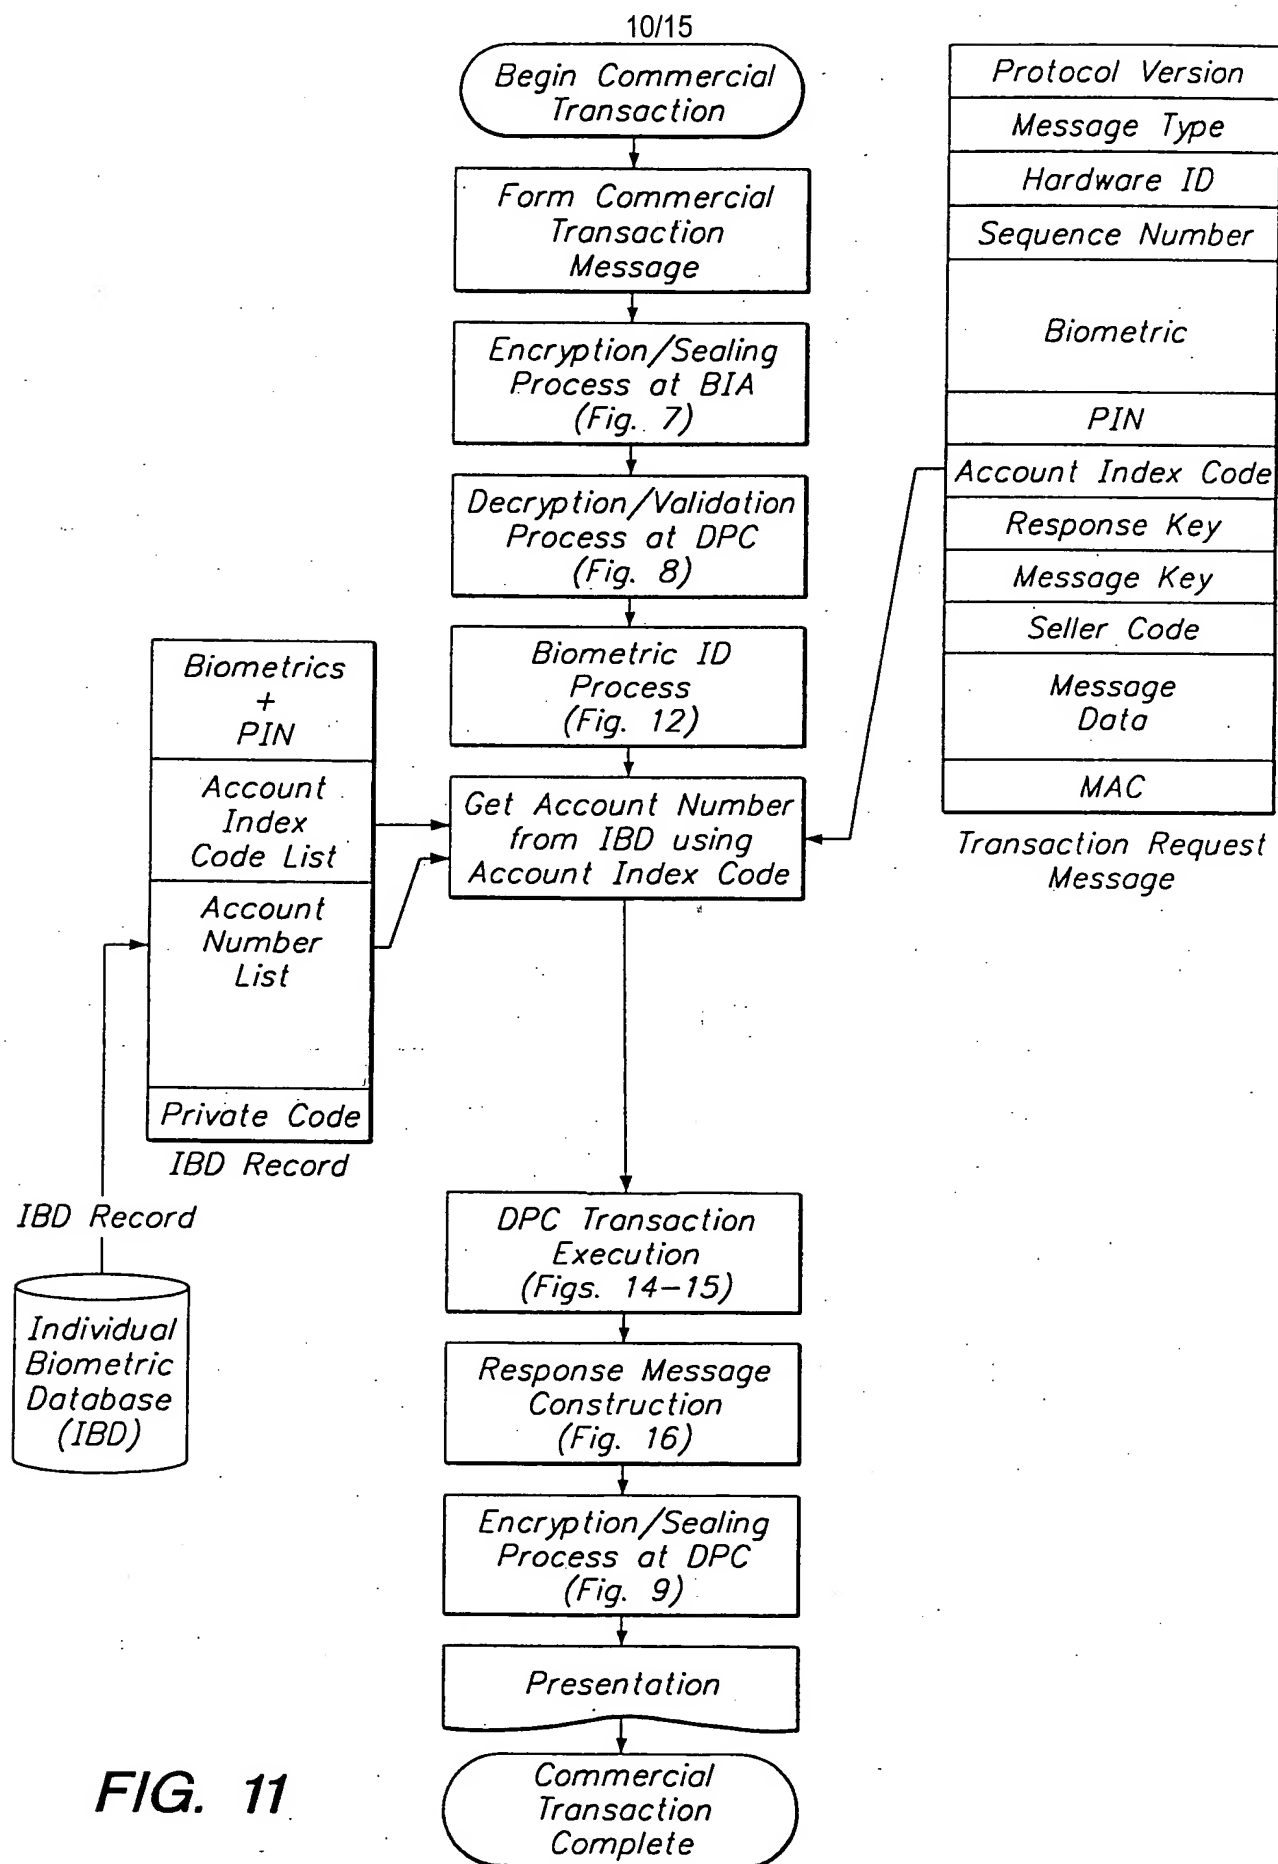 10/15
Begin Commercial
Transaction
Form Commercial
Transaction
Message
Encryption/Sealing
Process at BIA
(Fig. 7)
Decryption/Validation
Process at DPC
(Fig. 8)
Biometric ID
Process
(Fig. 12)
Get Account Number
from IBD using
Account Index Code
DPC Transaction
Execution
(Figs. 14-15)
Response Message
Construction
(Fig. 16)
Encryption/Sealing
Process at DPC
(Fig. 9)
Presentation
Commercial
Transaction
Complete
Protocol Version
Message Type
Hardware ID
Sequence Number
Biometric
PIN
Account Index Code
Response Key
Message Key
Seller Code
Message
Data
MAC
Transaction Request
Message
Biometrics
+
PIN
Account
Index
Code List
Account
Number
List
Private Code
IBD Record
IBD Record
Individual
Biometric
Database
(IBD)
FIG. 11